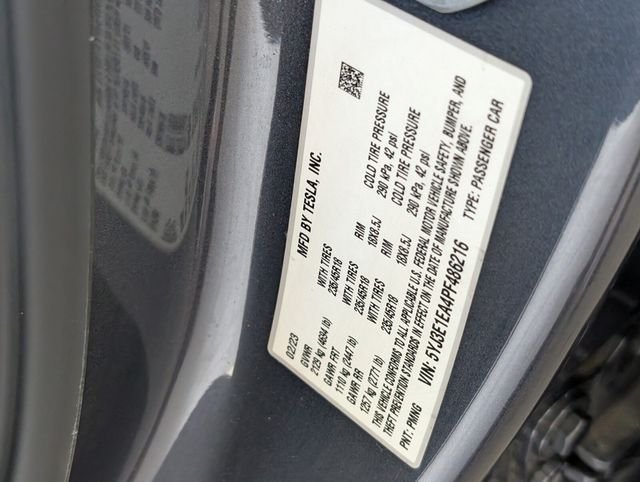 MFD BY TESLA, INC.
02/23
GVWR
2125 kg (4694 lb)
GAWR FRT WITH TIRES RIM COLD TIRE PRESSURE
1110 kg (2447 lb) 235/45R18 18X8.5J 290 kPa, 42 psi
GAWR RR WITH TIRES RIM COLD TIRE PRESSURE
1257 kg (2771 lb) 235/45R18 18X8.5J 290 kPa, 42 psi
THIS VEHICLE CONFORMS TO ALL APPLICABLE U.S. FEDERAL MOTOR VEHICLE SAFETY, BUMPER, AND
THEFT PREVENTION STANDARDS IN EFFECT ON THE DATE OF MANUFACTURE SHOWN ABOVE.
VIN: 5YJ3E1EA4PF486216 TYPE: PASSENGER CAR
PNT: PMNG